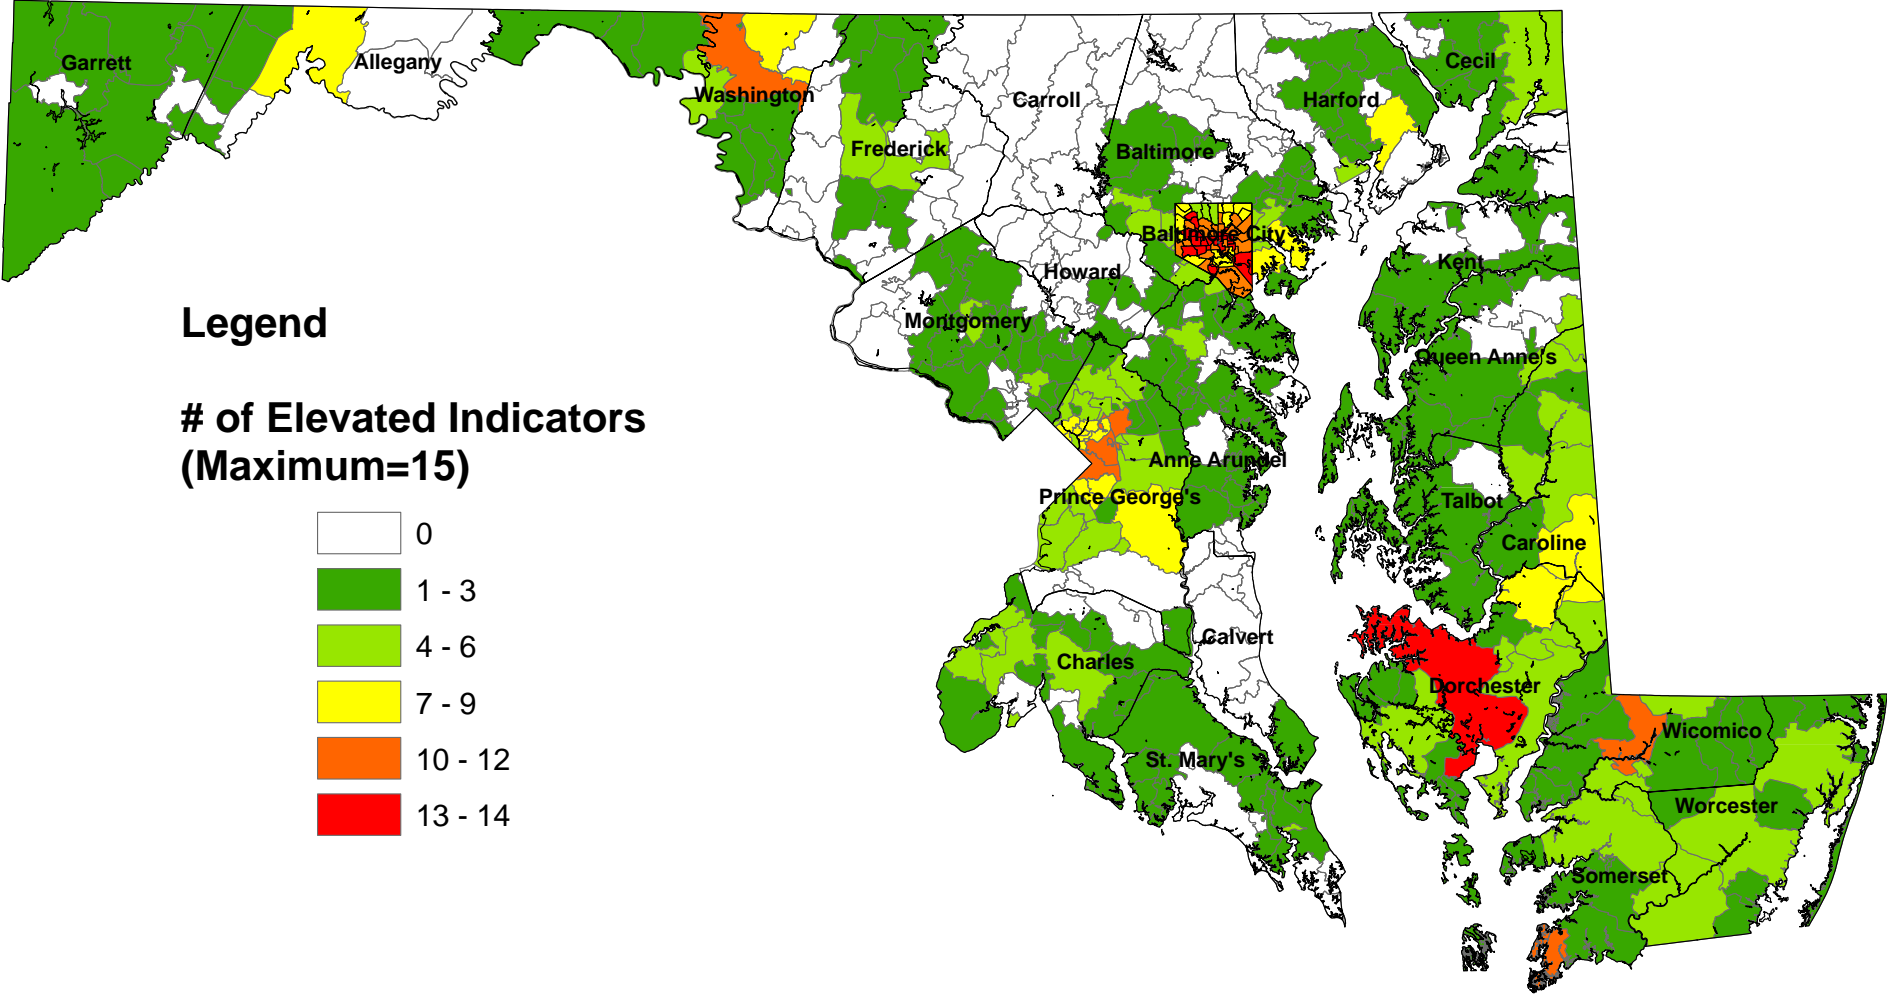 Garrett
Allegany
Washington
Frederick
Carroll
Baltimore
Harford
Cecil
Baltimore City
Howard
Montgomery
Kent
Queen Anne's
Anne Arundel
Prince George's
Talbot
Caroline
Calvert
Charles
St. Mary's
Dorchester
Wicomico
Worcester
Somerset
Legend
# of Elevated Indicators
(Maximum=15)
0
1 - 3
4 - 6
7 - 9
10 - 12
13 - 14